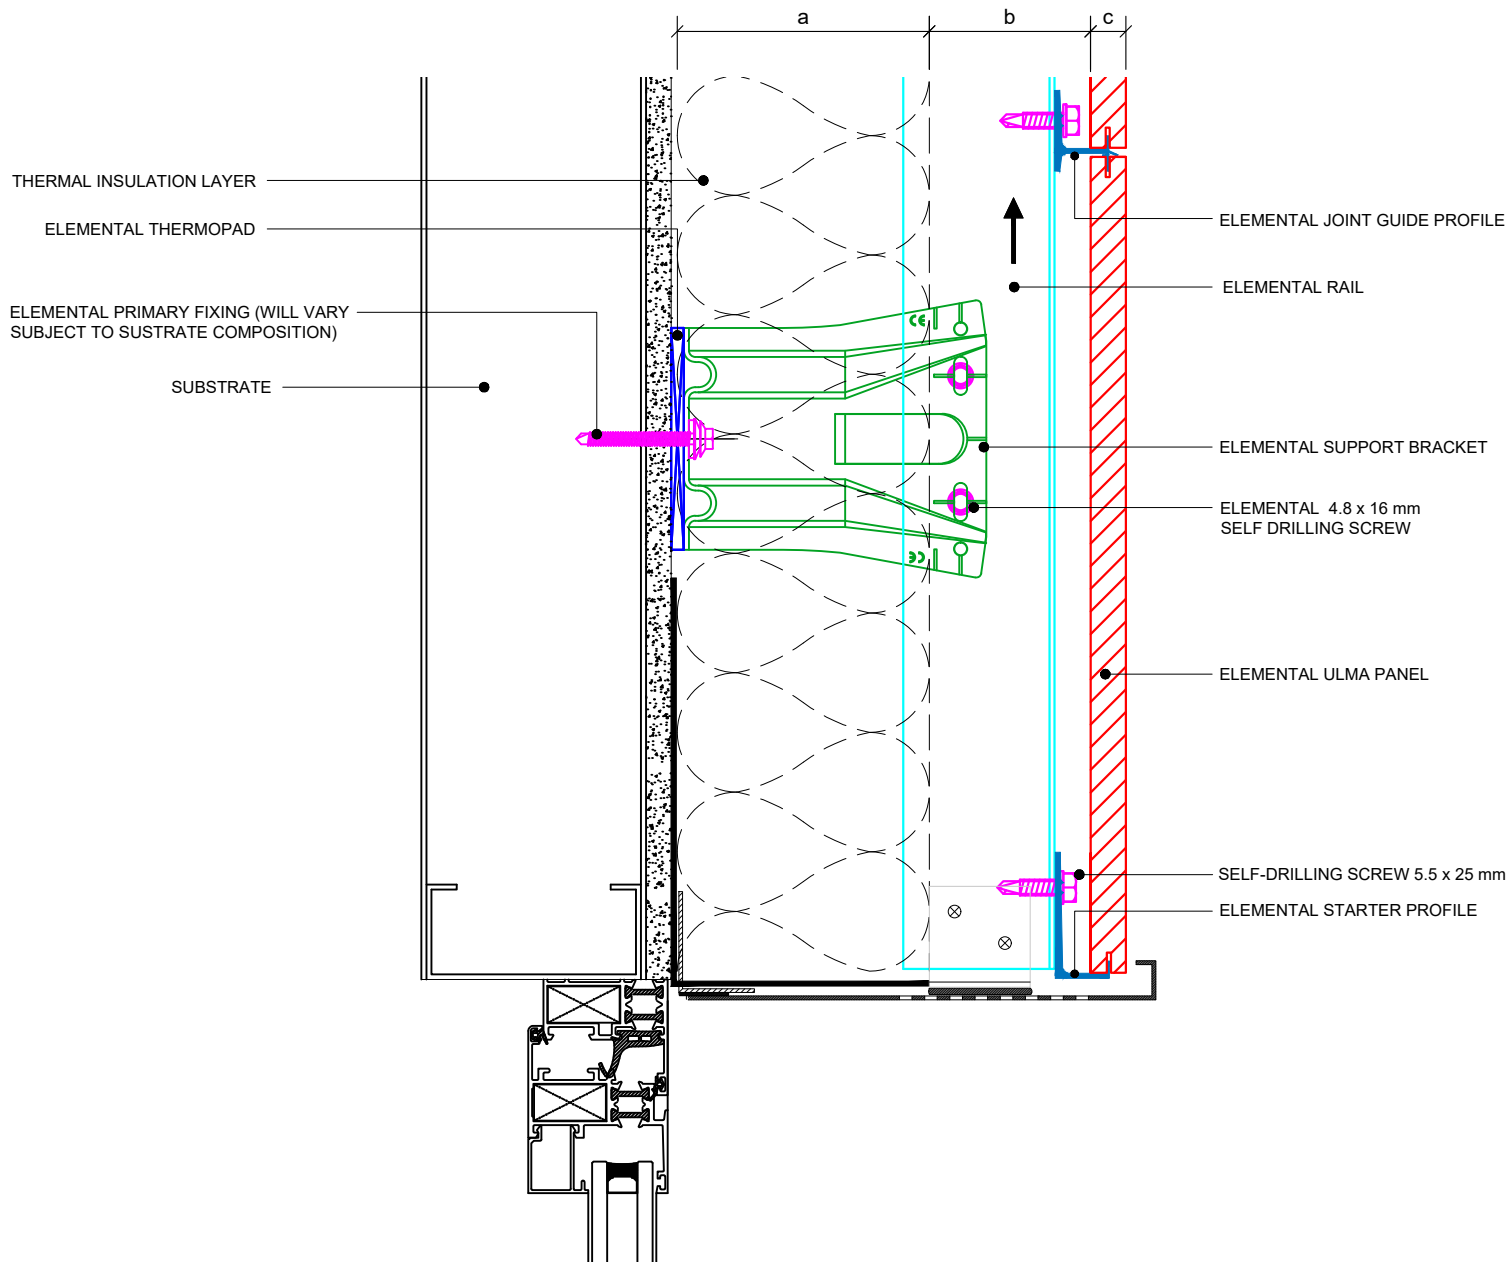 a
b
c
THERMAL INSULATION LAYER
ELEMENTAL THERMOPAD
ELEMENTAL PRIMARY FIXING (WILL VARY
SUBJECT TO SUSTRATE COMPOSITION)
SUBSTRATE
CE
CE
ELEMENTAL JOINT GUIDE PROFILE
ELEMENTAL RAIL
ELEMENTAL SUPPORT BRACKET
ELEMENTAL 4.8 x 16 mm
SELF DRILLING SCREW
ELEMENTAL ULMA PANEL
SELF-DRILLING SCREW 5.5 x 25 mm
ELEMENTAL STARTER PROFILE